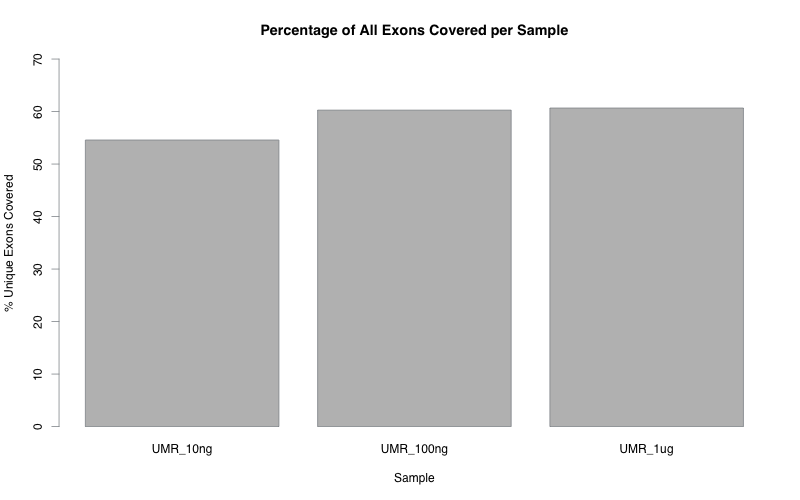 Percentage of All Exons Covered per Sample
% Unique Exons Covered
70
60
50
40
30
20
10
0
UMR_10ng UMR_100ng UMR_1ug
Sample